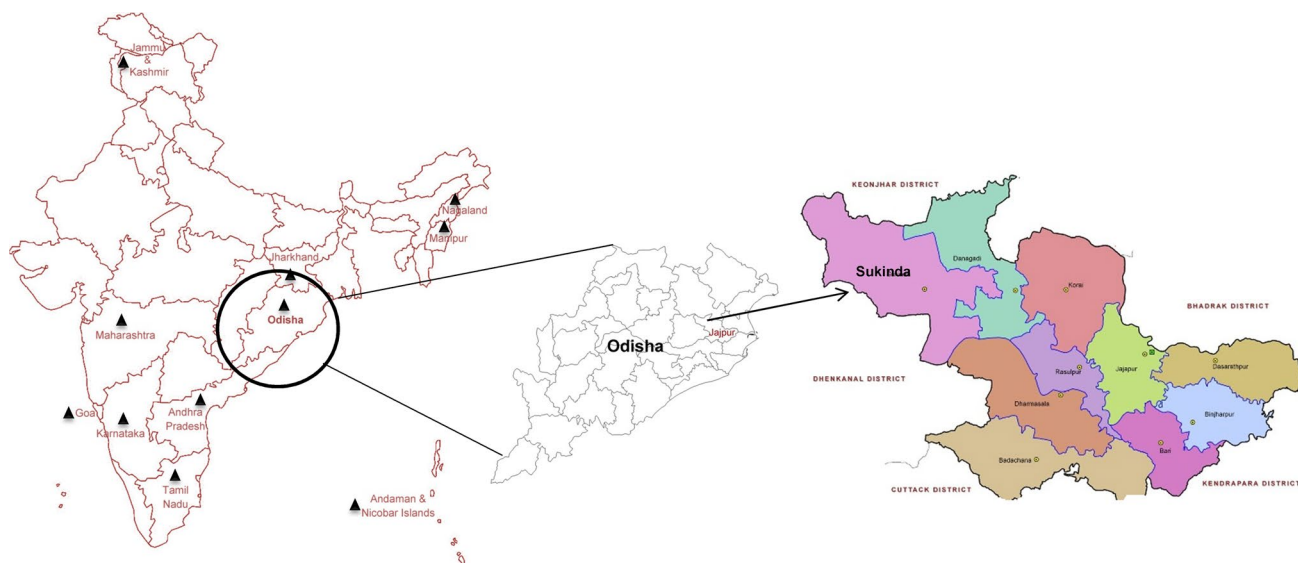 Jammu
&
Kashmir
Nagaland
Manipur
Jharkhand
Odisha
Maharashtra
Goa
Karnataka
Andhra
Pradesh
Tamil
Nadu
Andaman &
Nicobar Islands
Odisha
Jajpur
KEONJHAR DISTRICT
Danagadi
Sukinda
Korai
BHADRAK DISTRICT
Rasulpur
Jajapur
Dasarathpur
DHENKANAL DISTRICT
Dharmasala
Binjharpur
Bari
Badachana
CUTTACK DISTRICT
KENDRAPARA DISTRICT